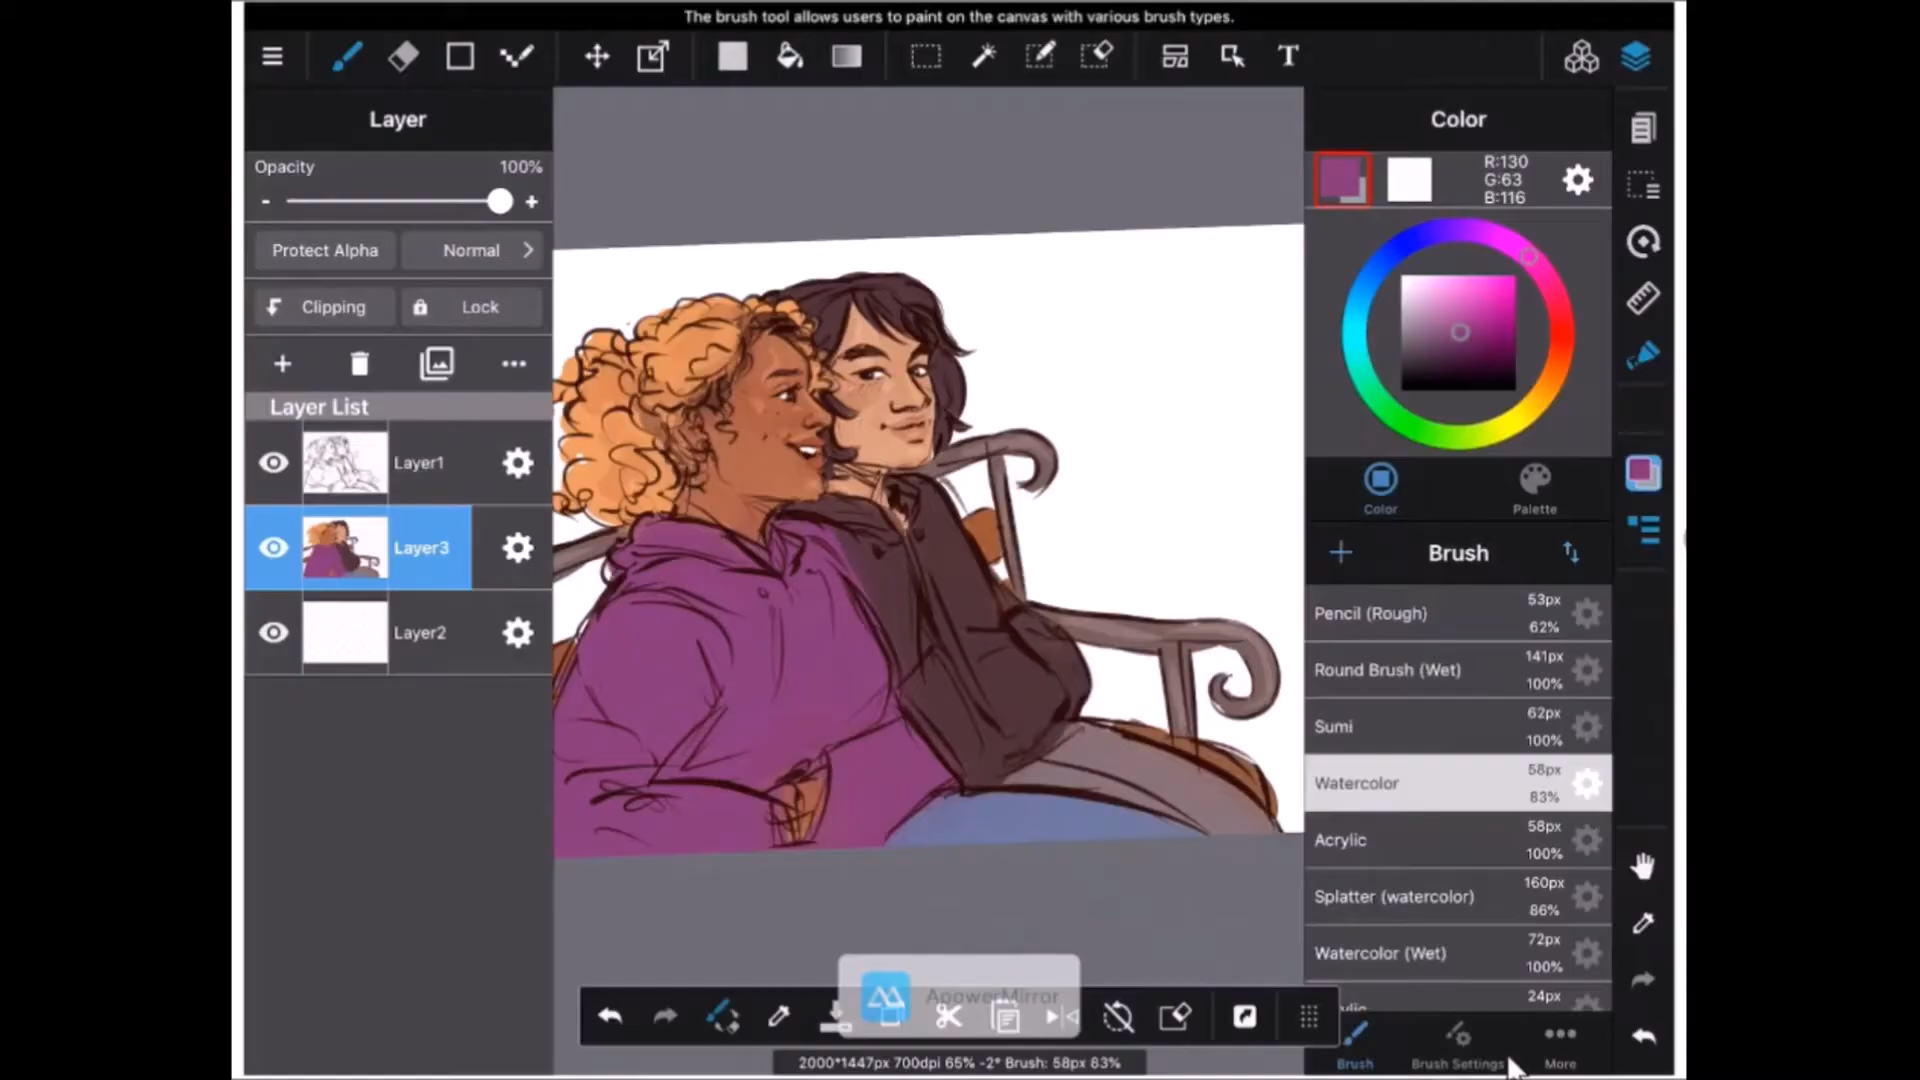 The brush tool allows users to paint on the canvas with various brush types.
T
Layer
Opacity 100%
- +
Protect Alpha Normal
Clipping Lock
Layer List
Layer1
Layer3
Layer2
Color
R:130
G:63
B:116
Color Palette
Brush
Pencil (Rough) 53px 62%
Round Brush (Wet) 141px 100%
Sumi 62px 100%
Watercolor 58px 83%
Acrylic 58px 100%
Splatter (watercolor) 160px 86%
Watercolor (Wet) 72px 100%
24px
ApowerMirror
Brush Brush Settings More
2000*1447px 700dpi 65% -2° Brush: 58px 83%